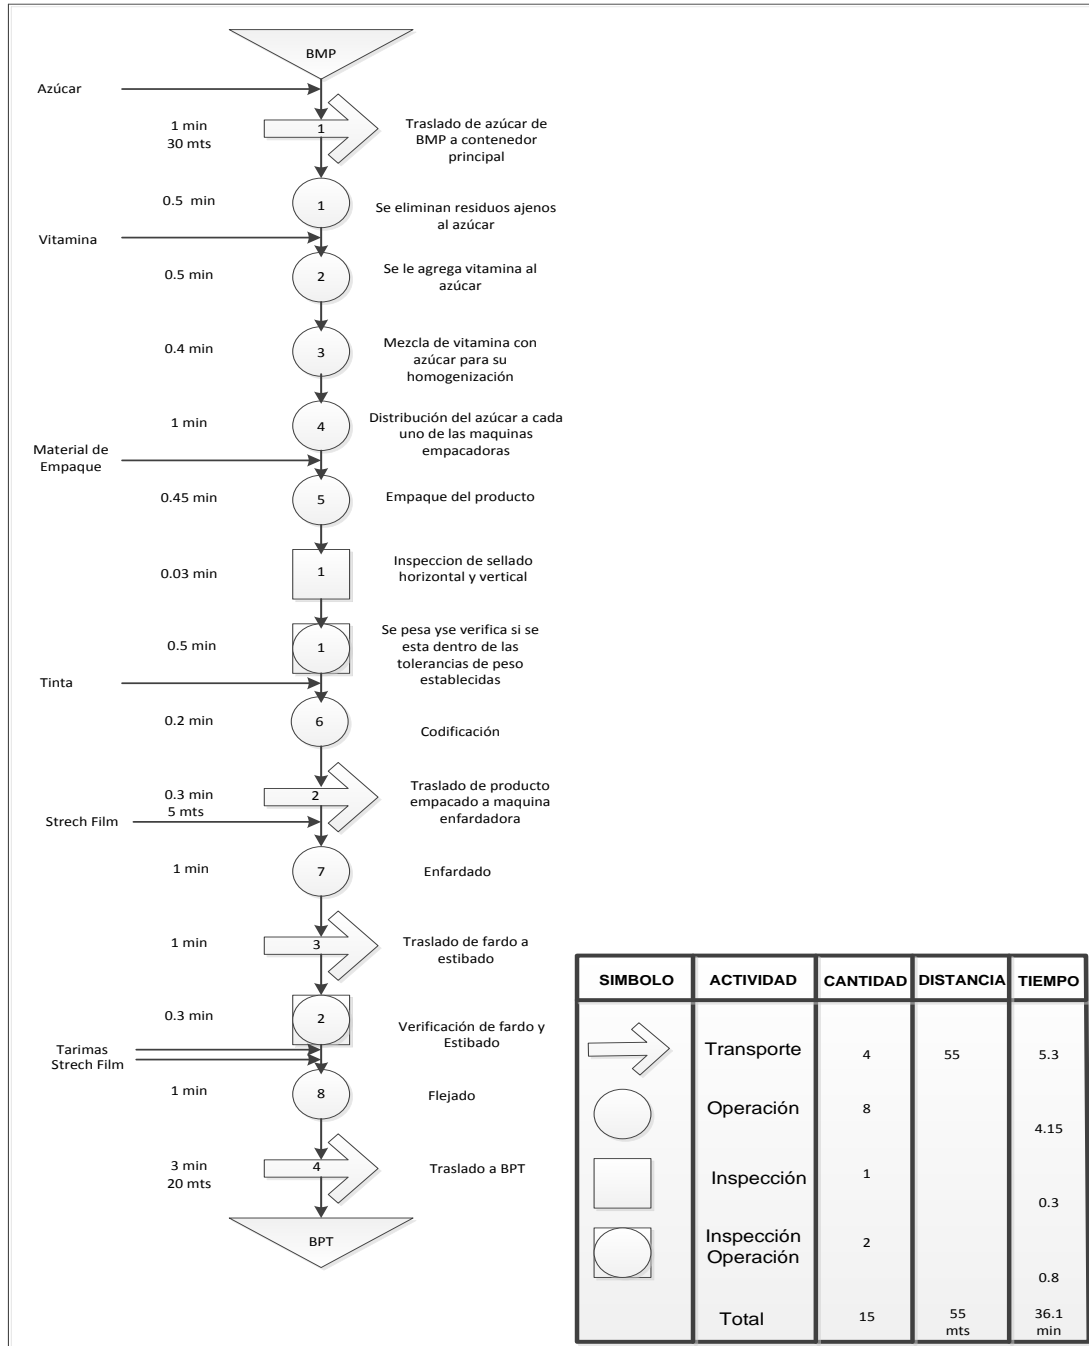 BMP
Azúcar
1 min
30 mts
1
Traslado de azúcar de
BMP a contenedor
principal
0.5 min
1
Se eliminan residuos ajenos
al azúcar
Vitamina
0.5 min
2
Se le agrega vitamina al
azúcar
0.4 min
3
Mezcla de vitamina con
azúcar para su
homogenización
1 min
4
Distribución del azúcar a cada
uno de las maquinas
empacadoras
Material de
Empaque
0.45 min
5
Empaque del producto
0.03 min
1
Inspeccion de sellado
horizontal y vertical
0.5 min
1
Se pesa yse verifica si se
esta dentro de las
tolerancias de peso
establecidas
Tinta
0.2 min
6
Codificación
0.3 min
5 mts
2
Traslado de producto
empacado a maquina
enfardadora
Strech Film
1 min
7
Enfardado
1 min
3
Traslado de fardo a
estibado
0.3 min
2
Verificación de fardo y
Estibado
Tarimas
Strech Film
1 min
8
Flejado
3 min
20 mts
4
Traslado a BPT
BPT
SIMBOLO ACTIVIDAD CANTIDAD DISTANCIA TIEMPO
Transporte 4 55 5.3
Operación 8 4.15
Inspección 1 0.3
Inspección
Operación 2 0.8
Total 15 55 36.1
mts min